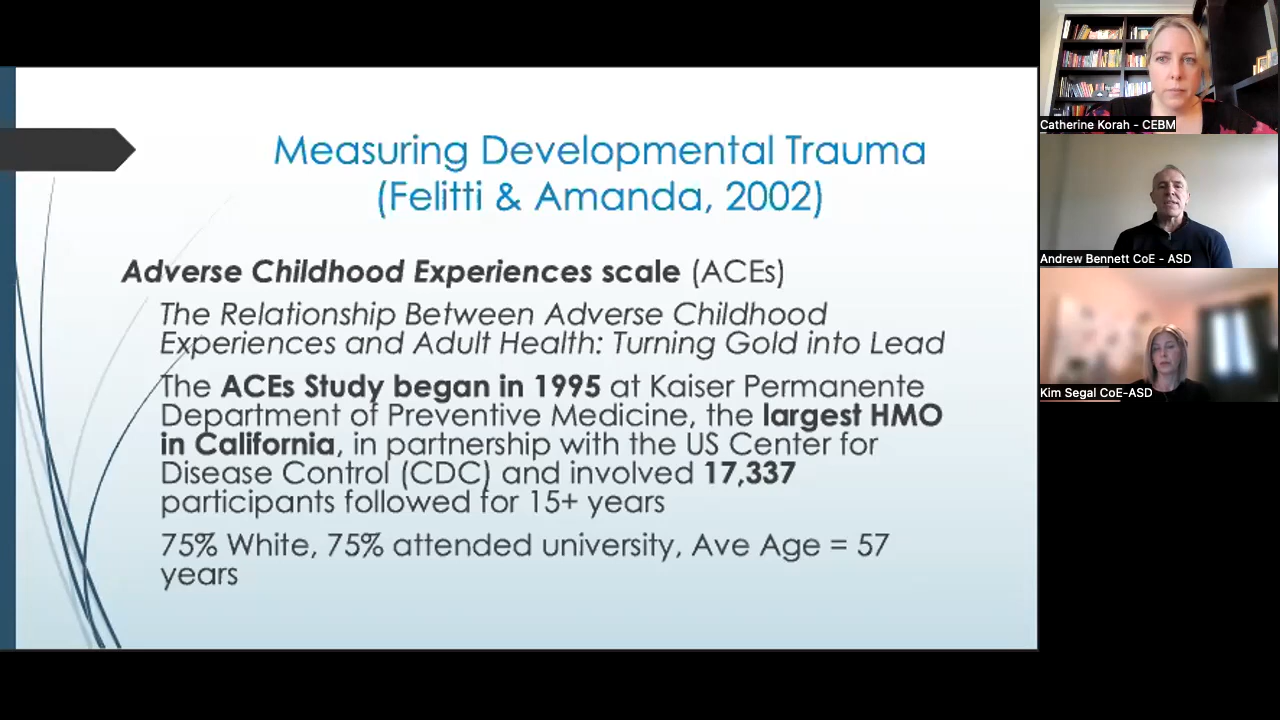 Measuring Developmental Trauma
(Felitti & Amanda, 2002)
Adverse Childhood Experiences scale (ACEs)
The Relationship Between Adverse Childhood
Experiences and Adult Health: Turning Gold into Lead
The ACEs Study began in 1995 at Kaiser Permanente
Department of Preventive Medicine, the largest HMO
in California, in partnership with the US Center for
Disease Control (CDC) and involved 17,337
participants followed for 15+ years
75% White, 75% attended university, Ave Age = 57
years
Catherine Korah - CEBM
Andrew Bennett CoE - ASD
Kim Segal CoE-ASD